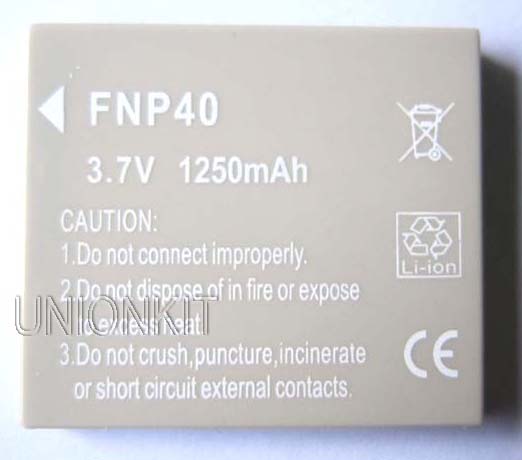 FNP40
3.7V 1250mAh
CAUTION:
1.Do not connect improperly.
Li-ion
2.Do not dispose of in fire or expose
UNIONKIT
to excess heat.
3.Do not crush,puncture, incinerate
or short circuit external contacts.
CE